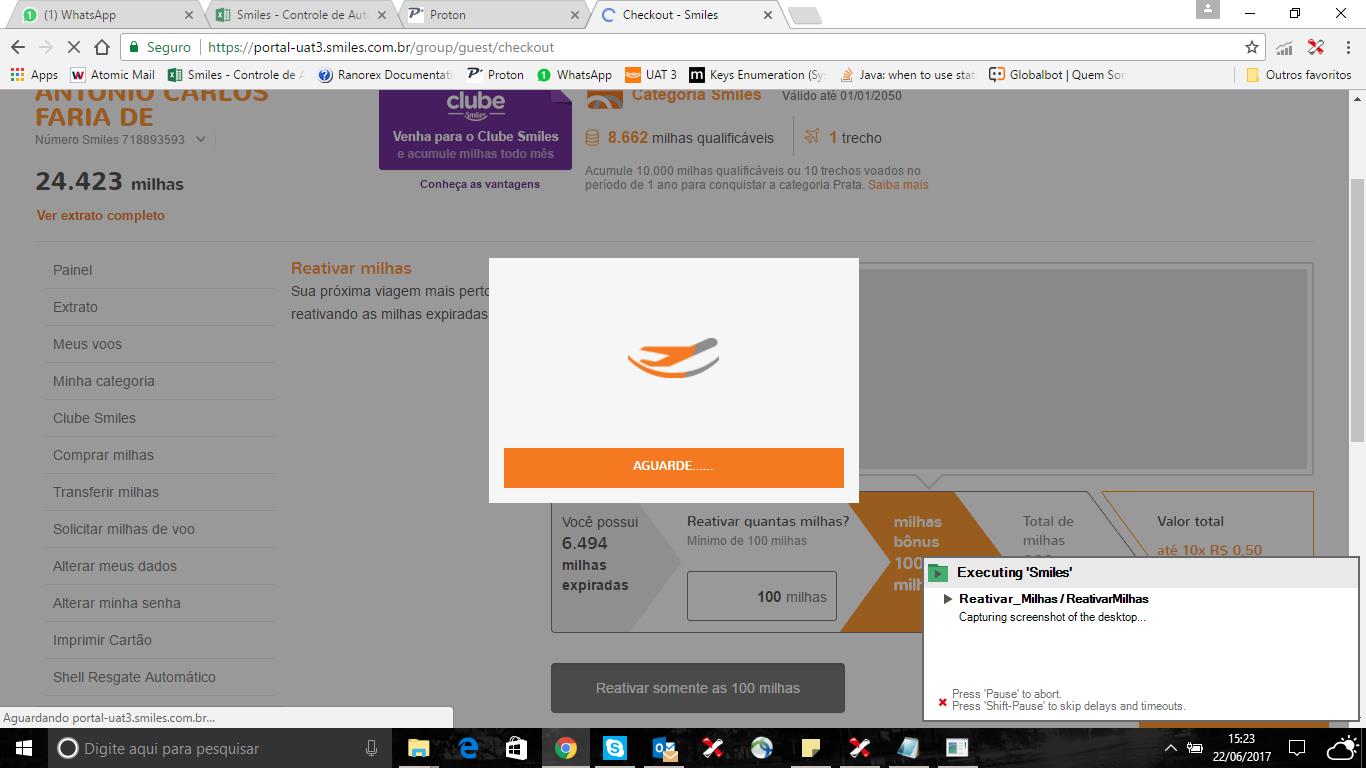 (1) WhatsApp
Smiles - Controle de Aut
Proton
Checkout - Smiles
Seguro
https://portal-uat3.smiles.com.br/group/guest/checkout
Apps
Atomic Mail
Smiles - Controle de A
Ranorex Documentati
Proton
WhatsApp
UAT 3
Keys Enumeration (Sy
Java: when to use stat
Globalbot | Quem Som
Outros favoritos
ANTONIO CARLOS
FARIA DE
Número Smiles 718893593
24.423 milhas
Ver extrato completo
clube
Smiles
Venha para o Clube Smiles
e acumule milhas todo mês
Conheça as vantagens
Categoria Smiles Válido até 01/01/2050
8.662 milhas qualificáveis
1 trecho
Acumule 10.000 milhas qualificáveis ou 10 trechos voados no
período de 1 ano para conquistar a categoria Prata. Saiba mais
Painel
Extrato
Meus voos
Minha categoria
Clube Smiles
Comprar milhas
Transferir milhas
Solicitar milhas de voo
Alterar meus dados
Alterar minha senha
Imprimir Cartão
Shell Resgate Automático
Reativar milhas
Sua próxima viagem mais perto
reativando as milhas expiradas
AGUARDE......
Você possui
6.494
milhas
expiradas
Reativar quantas milhas?
Mínimo de 100 milhas
100 milhas
milhas
bônus
100
milh
Total de
milhas
Valor total
até 10x R$ 0,50
Reativar somente as 100 milhas
Executing 'Smiles'
Reativar_Milhas / ReativarMilhas
Capturing screenshot of the desktop...
Press 'Pause' to abort.
Press 'Shift-Pause' to skip delays and timeouts.
Aguardando portal-uat3.smiles.com.br...
Digite aqui para pesquisar
15:23
22/06/2017